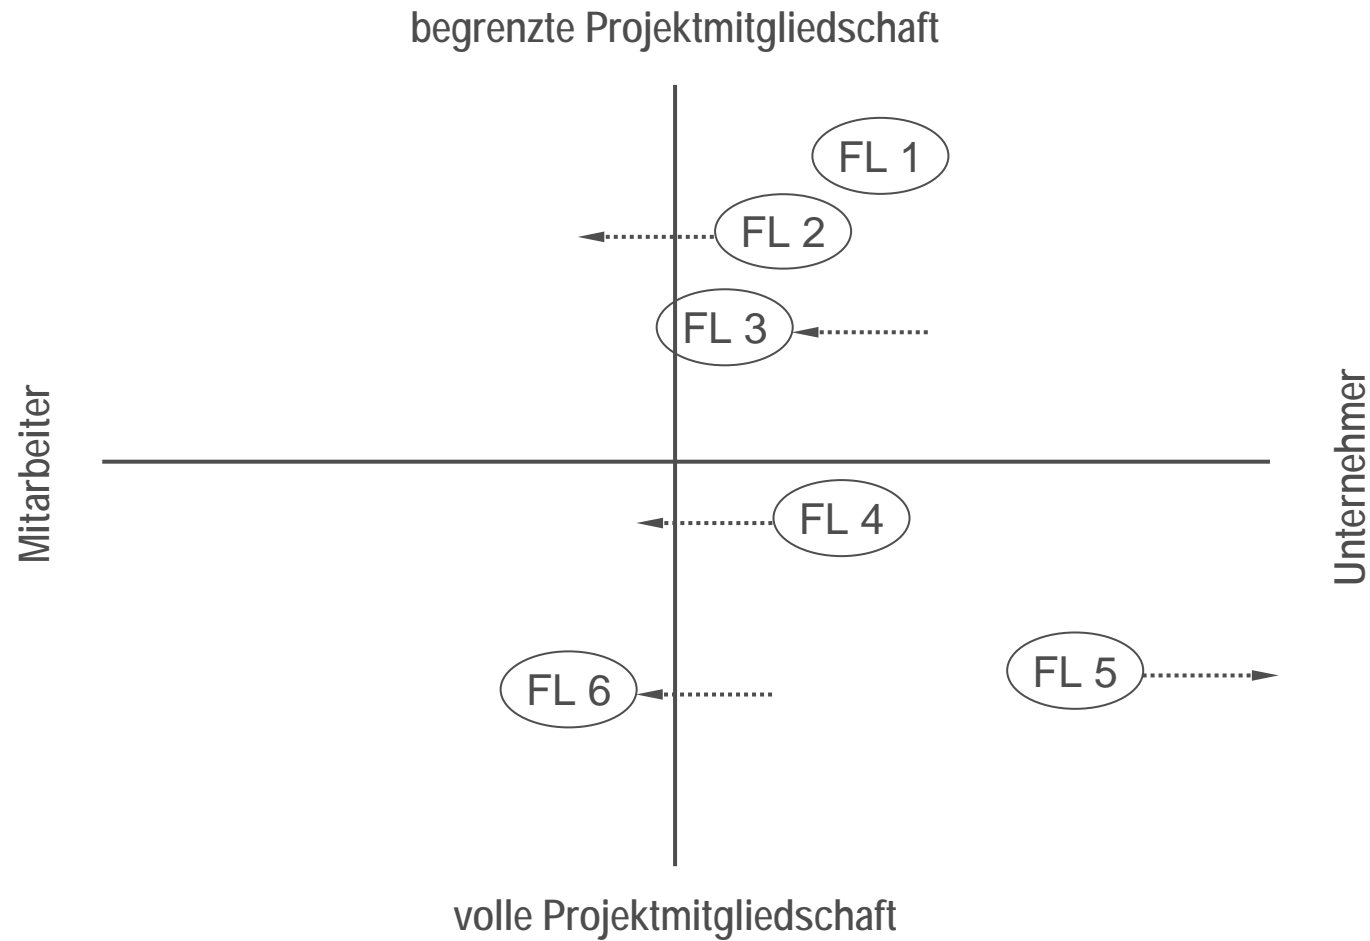 begrenzte Projektmitgliedschaft
FL 1
FL 2
FL 3
Mitarbeiter
Unternehmer
FL 4
FL 5
FL 6
volle Projektmitgliedschaft